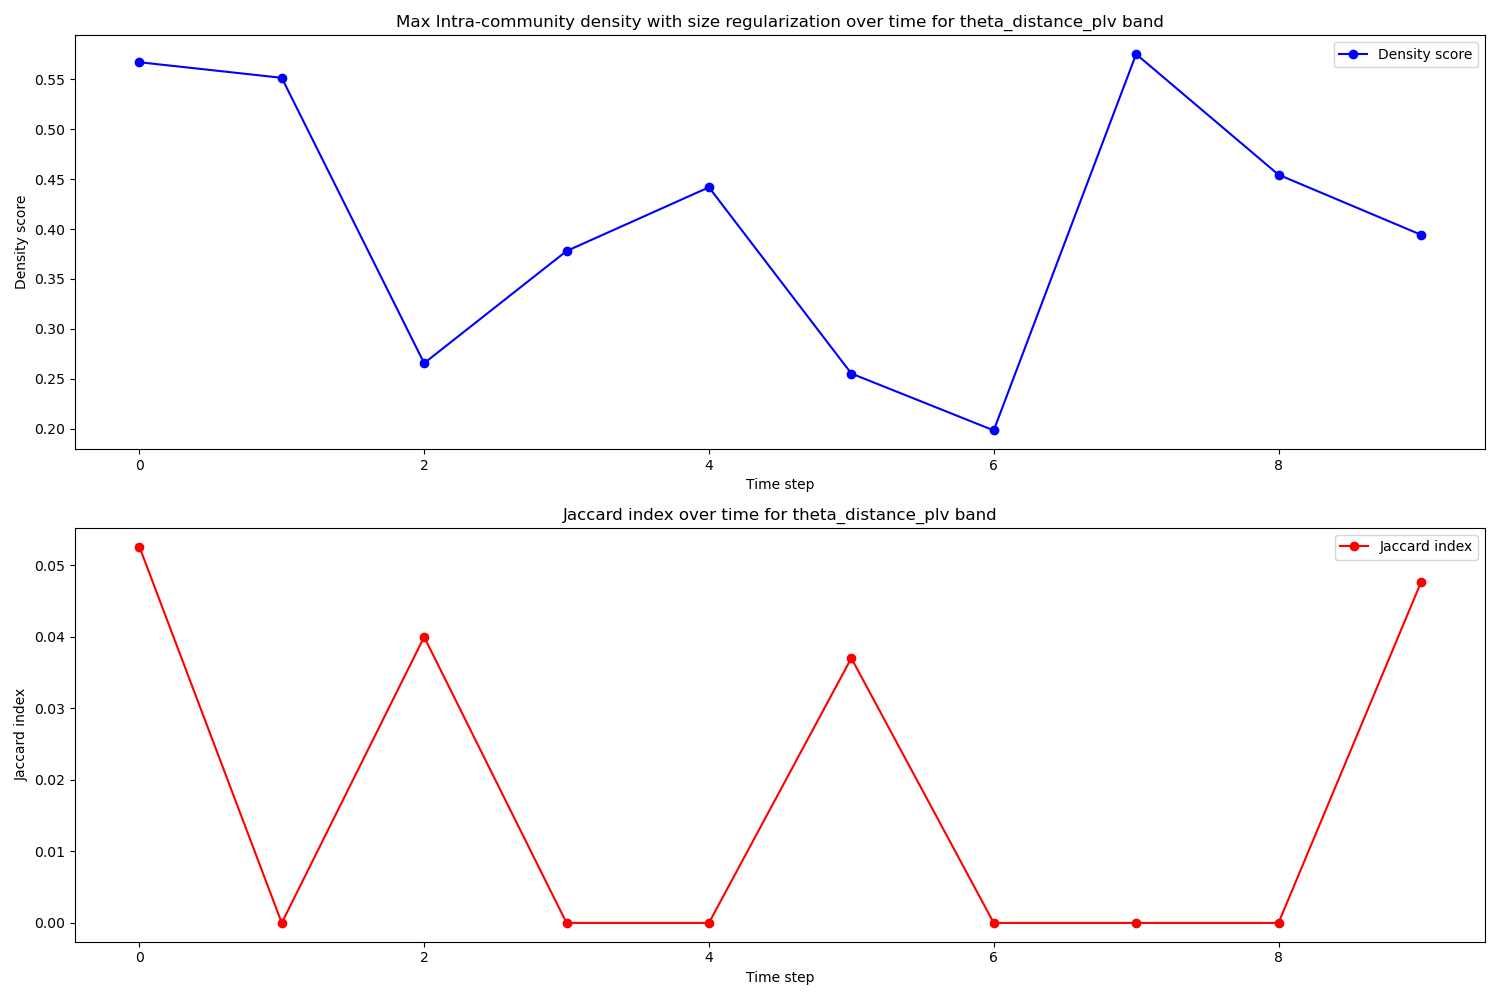 Max Intra-community density with size regularization over time for theta_distance_plv band
Density score
0.55
0.50
0.45
0.40
0.35
0.30
0.25
0.20
Density score
0 2 4 6 8
Time step
Jaccard index over time for theta_distance_plv band
Jaccard index
0.05
0.04
0.03
0.02
0.01
0.00
Jaccard index
0 2 4 6 8
Time step